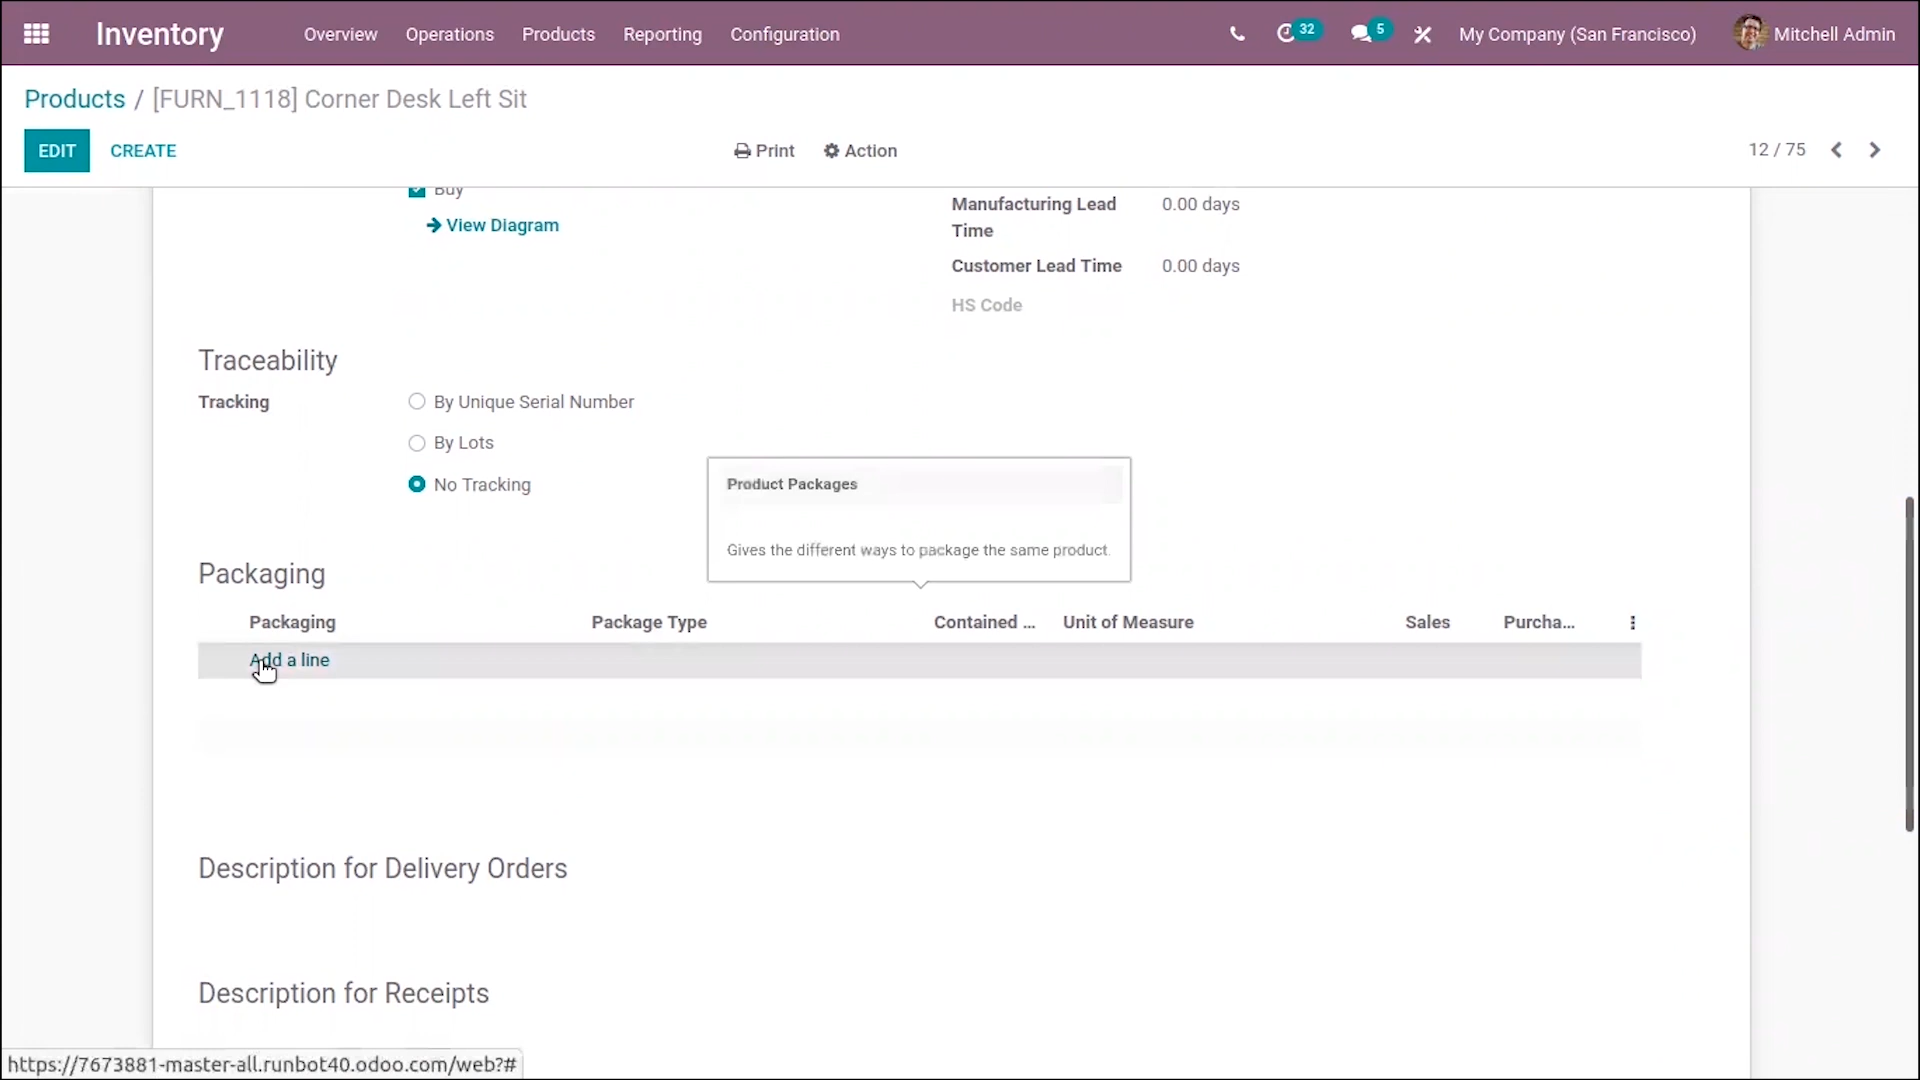 Inventory Overview Operations Products Reporting Configuration 32 5 My Company (San Francisco) Mitchell Admin
Products / [FURN_1118] Corner Desk Left Sit
EDIT CREATE Print Action 12 / 75
Buy
View Diagram
Manufacturing Lead Time 0.00 days
Customer Lead Time 0.00 days
HS Code
Traceability
Tracking By Unique Serial Number
By Lots
No Tracking
Product Packages
Gives the different ways to package the same product.
Packaging
Packaging Package Type Contained ... Unit of Measure Sales Purcha...
Add a line
Description for Delivery Orders
Description for Receipts
https://7673881-master-all.runbot40.odoo.com/web?#